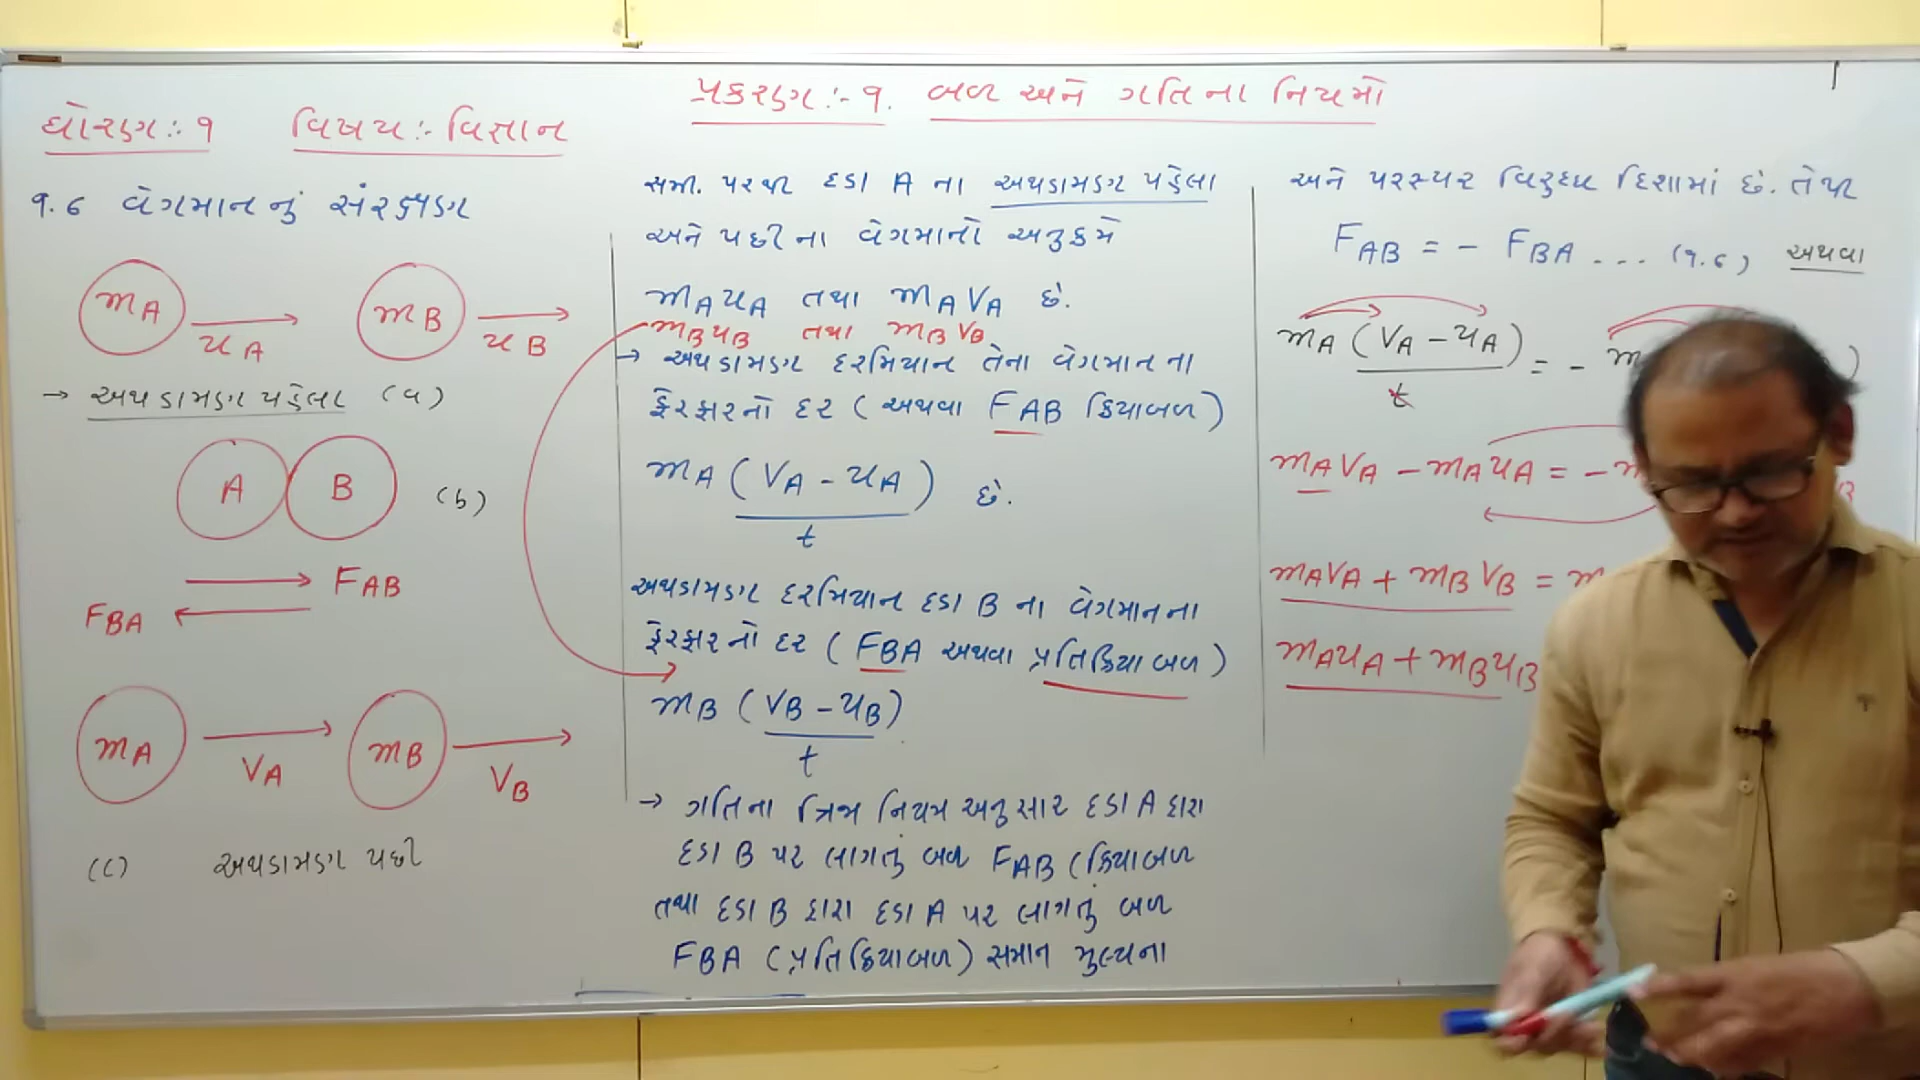 પ્રકરણ :- ૧. બળ અને ગતિના નિયમો
ધોરણ :- ૧ વિષય :- વિજ્ઞાન
૧.૬ વેગમાનનું સંરક્ષણ
mA uA mB uB
→ અથડામણ પહેલા (a)
A B (b)
FAB
FBA
mA VA mB VB
(c) અથડામણ પછી
સમી. પરથી દડા A ના અથડામણ પહેલા
અને પછીના વેગમાનો અનુક્રમે
mAuA તથા mAVA છે.
mBuB તથા mBVB
→ અથડામણ દરમિયાન તેના વેગમાનના
ફેરફારનો દર (અથવા FAB ક્રિયાબળ)
mA (VA - uA) છે.
t
અથડામણ દરમિયાન દડા B ના વેગમાનના
ફેરફારનો દર (FBA અથવા પ્રતિક્રિયાબળ)
mB (VB - uB)
t
→ ગતિના ત્રિજા નિયમ અનુસાર દડા A દ્વારા
દડા B પર લાગતું બળ FAB (ક્રિયાબળ
તથા દડા B દ્વારા દડા A પર લાગતું બળ
FBA (પ્રતિક્રિયાબળ) સમાન મુલ્યના
અને પરસ્પર વિરુદ્ધ દિશામાં છે. તેથી
FAB = - FBA ... (૧.૬) અથવા
mA (VA - uA) = - m )
t
mAVA - mAuA = - m B
mAVA + mBVB = m
mAuA + mBuB